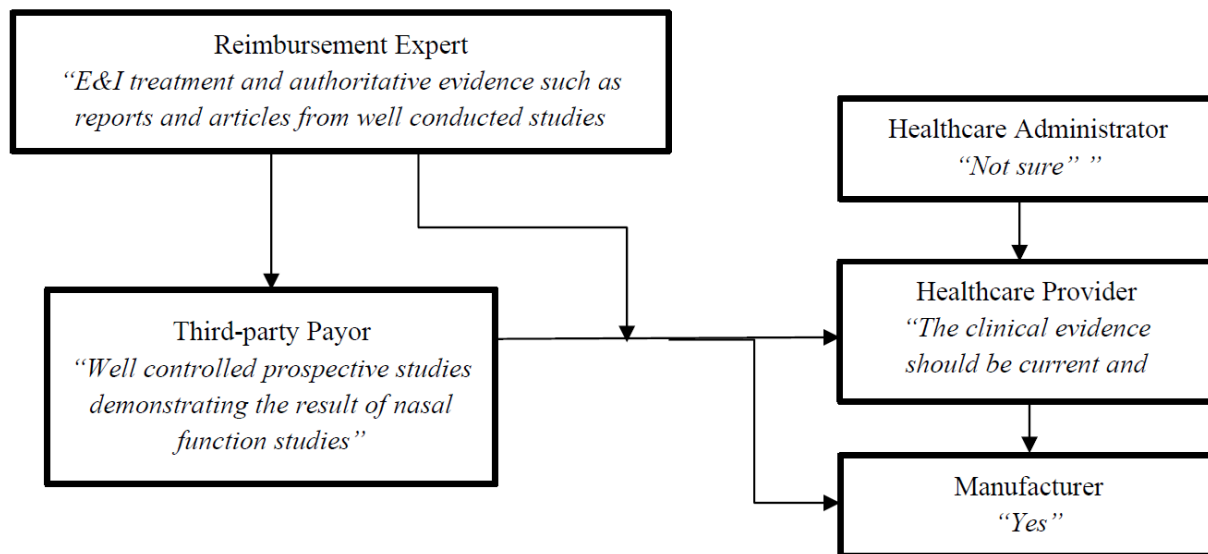 Reimbursement Expert
“E&I treatment and authoritative evidence such as
reports and articles from well conducted studies
Healthcare Administrator
“Not sure” ”
Third-party Payor
“Well controlled prospective studies
demonstrating the result of nasal
function studies”
Healthcare Provider
“The clinical evidence
should be current and
Manufacturer
“Yes”